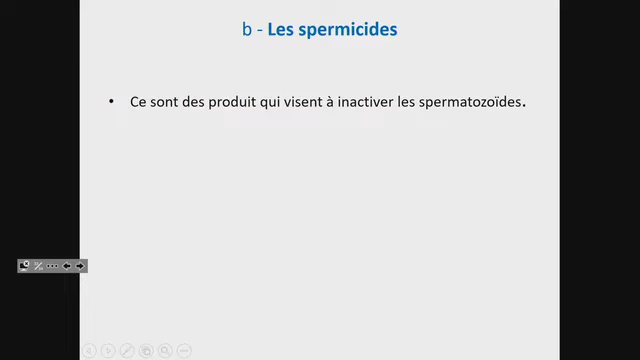 b - Les spermicides
• Ce sont des produit qui visent à inactiver les spermatozoïdes.